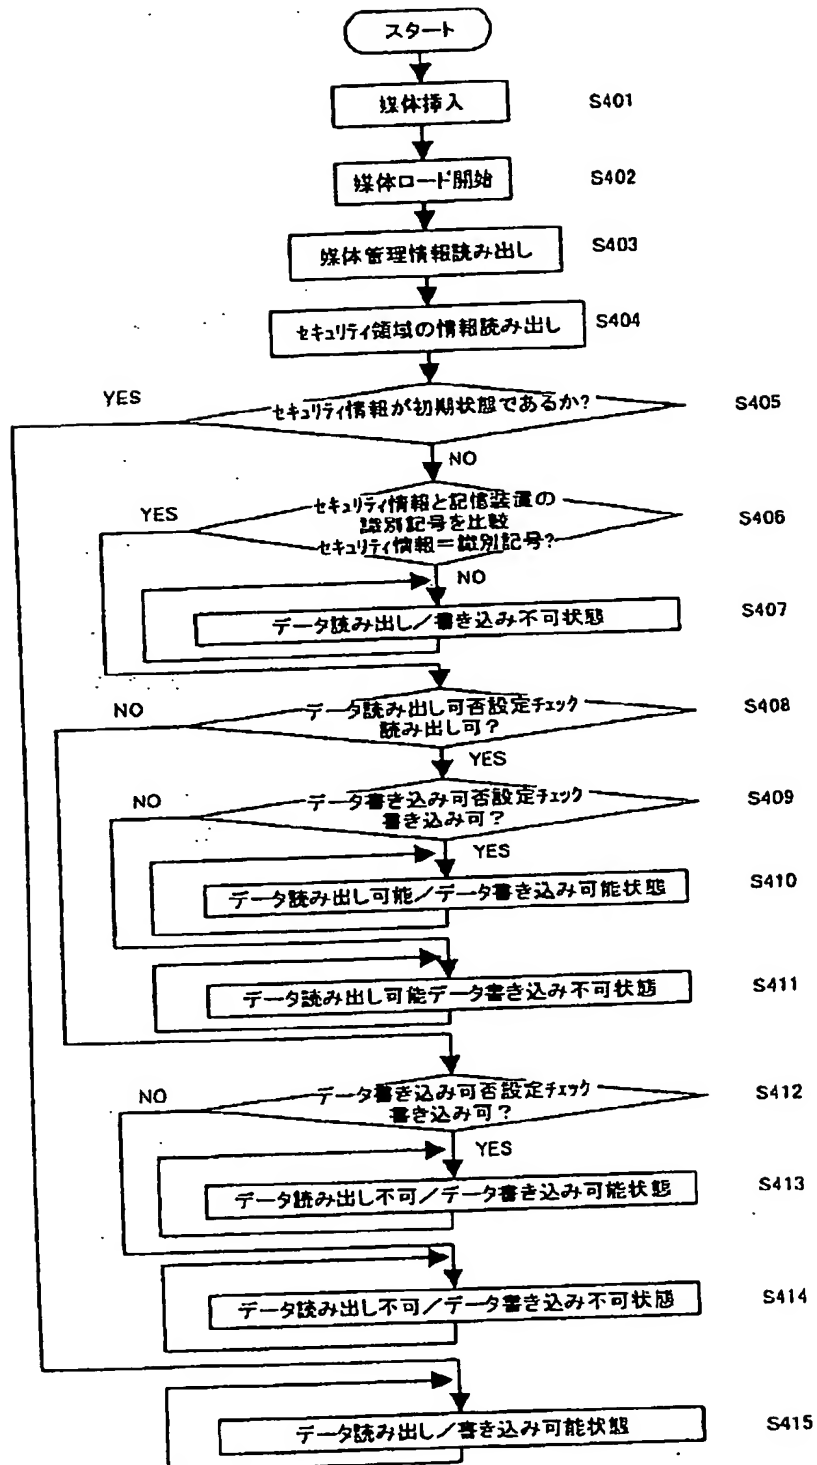 スタート
媒体挿入 S401
媒体ロード開始 S402
媒体管理情報読み出し S403
セキュリティ領域の情報読み出し S404
YES
セキュリティ情報が初期状態であるか? S405
NO
YES
セキュリティ情報と記憶装置の
識別記号を比較 S406
セキュリティ情報=識別記号?
NO
データ読み出し/書き込み不可状態 S407
NO
データ読み出し可否設定チェック S408
読み出し可?
YES
NO
データ書き込み可否設定チェック S409
書き込み可?
YES
データ読み出し可能/データ書き込み可能状態 S410
データ読み出し可能データ書き込み不可状態 S411
NO
データ書き込み可否設定チェック S412
書き込み可?
YES
データ読み出し不可/データ書き込み可能状態 S413
データ読み出し不可/データ書き込み不可状態 S414
データ読み出し/書き込み可能状態 S415